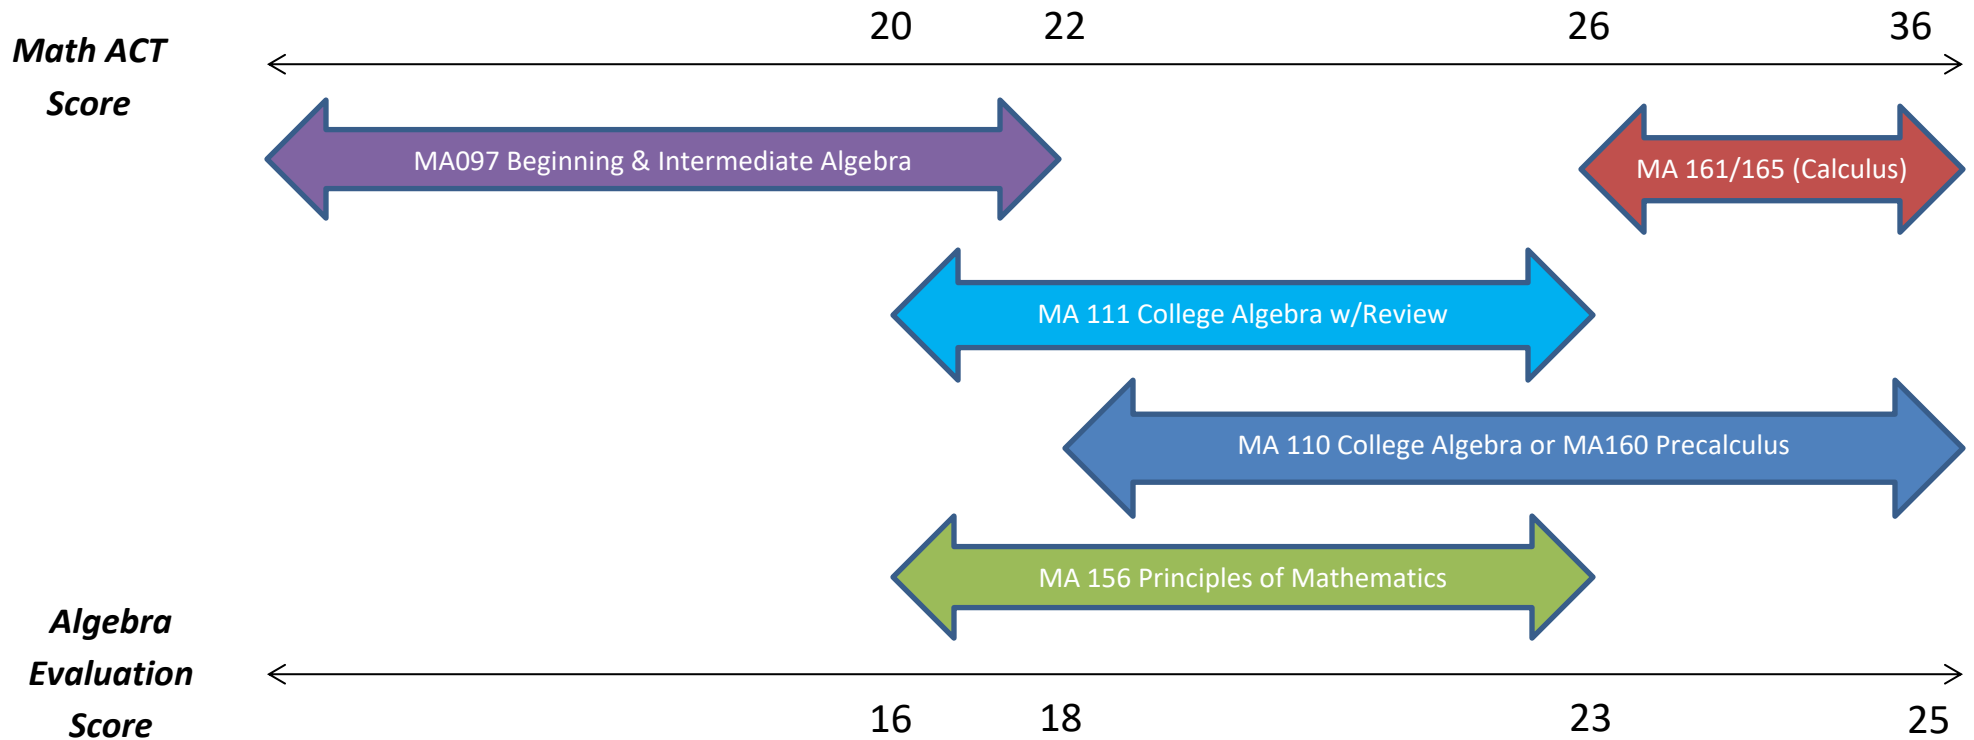 Math ACT
Score
20 22 26 36
MA097 Beginning & Intermediate Algebra
MA 161/165 (Calculus)
MA 111 College Algebra w/Review
MA 110 College Algebra or MA160 Precalculus
MA 156 Principles of Mathematics
Algebra
Evaluation
Score
16 18 23 25